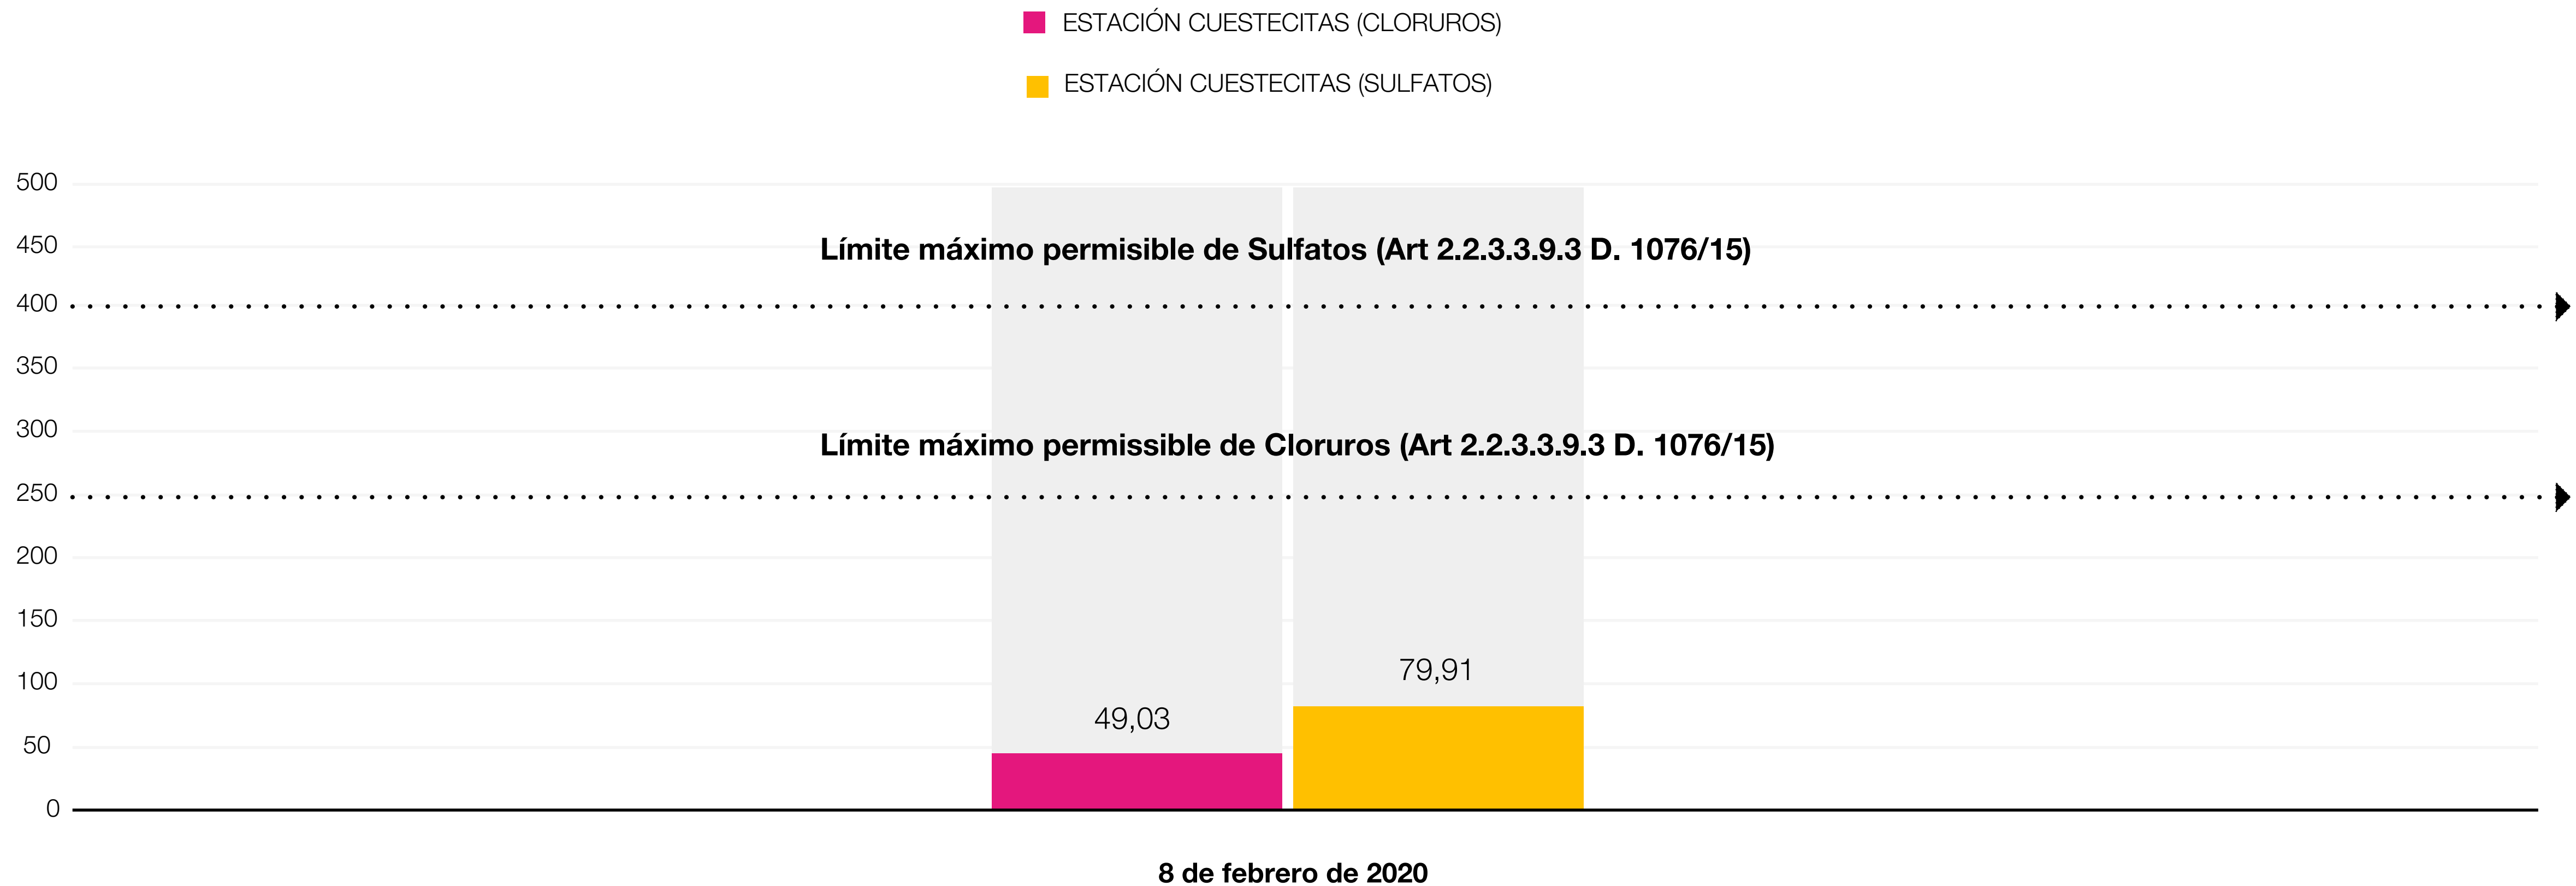 ESTACIÓN CUESTECITAS (CLORUROS)
ESTACIÓN CUESTECITAS (SULFATOS)
500
450
Límite máximo permisible de Sulfatos (Art 2.2.3.3.9.3 D. 1076/15)
400
350
300
Límite máximo permissible de Cloruros (Art 2.2.3.3.9.3 D. 1076/15)
250
200
150
100
79,91
49,03
50
0
8 de febrero de 2020